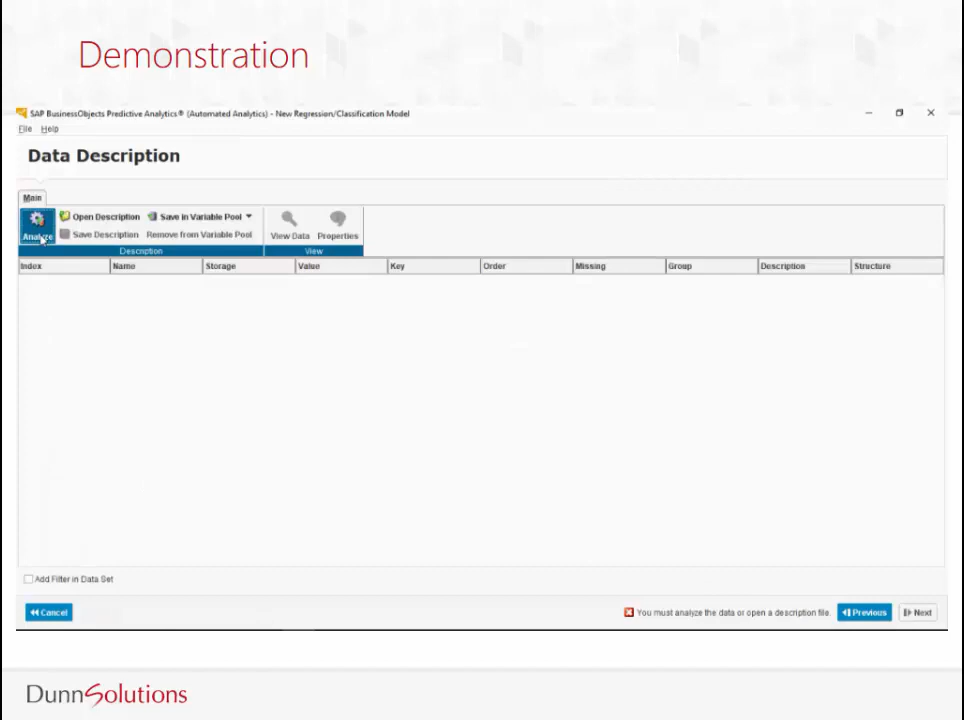 Demonstration
SAP BusinessObjects Predictive Analytics® (Automated Analytics) - New Regression/Classification Model
File Help
Data Description
Main
Analyze Open Description Save in Variable Pool
Save Description Remove from Variable Pool View Data Properties
Description View
Index Name Storage Value Key Order Missing Group Description Structure
Add Filter in Data Set
Cancel You must analyze the data or open a description file. Previous Next
DunnSolutions